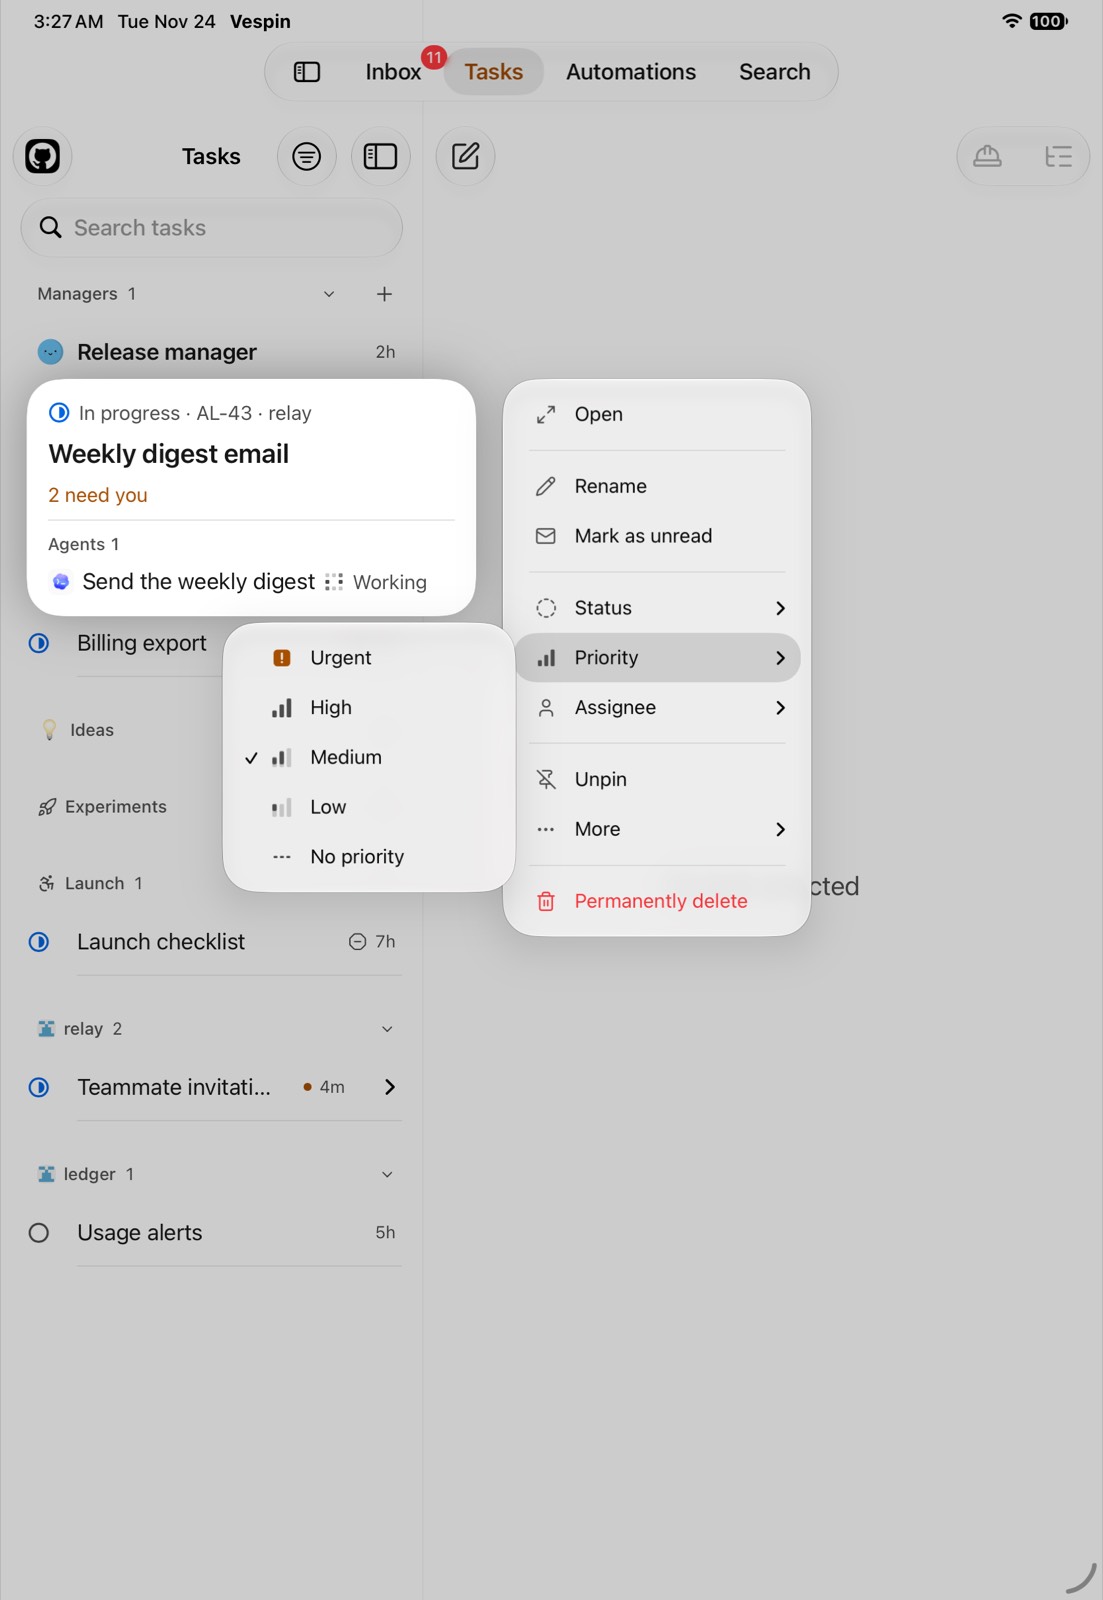 3:27 AM Tue Nov 24 Vespin
100
Inbox 11 Tasks Automations Search
Tasks
Search tasks
Managers 1
Release manager 2h
In progress · AL-43 · relay
Weekly digest email
2 need you
Agents 1
Send the weekly digest Working
Open
Rename
Mark as unread
Status
Priority
Assignee
Unpin
More
Permanently delete
Urgent
High
Medium
Low
No priority
Billing export
Ideas
Experiments
Launch 1
Launch checklist 7h
relay 2
Teammate invitati... 4m
ledger 1
Usage alerts 5h